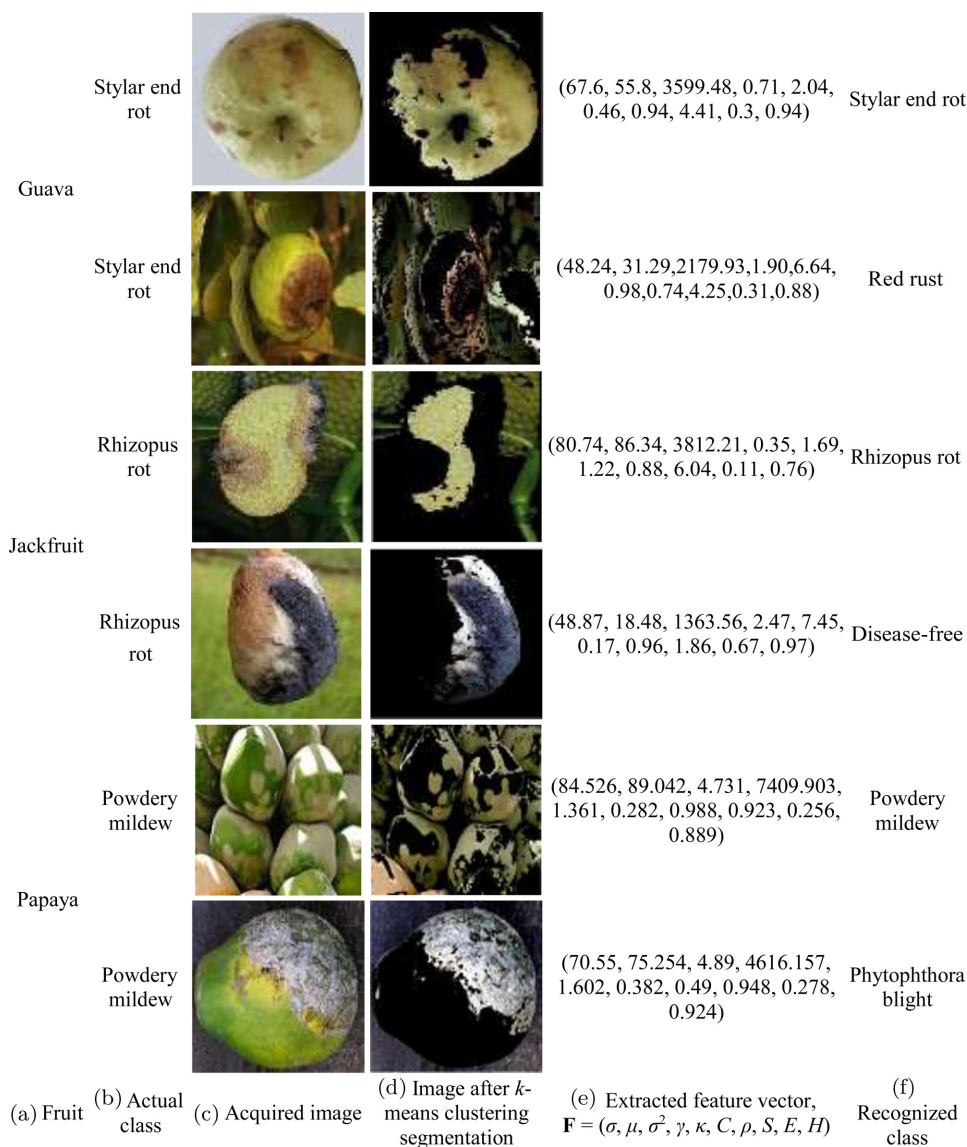 Guava
Stylar end
rot
(67.6, 55.8, 3599.48, 0.71, 2.04,
0.46, 0.94, 4.41, 0.3, 0.94)
Stylar end rot
Stylar end
rot
(48.24, 31.29,2179.93,1.90,6.64,
0.98,0.74,4.25,0.31,0.88)
Red rust
Jackfruit
Rhizopus
rot
(80.74, 86.34, 3812.21, 0.35, 1.69,
1.22, 0.88, 6.04, 0.11, 0.76)
Rhizopus rot
Rhizopus
rot
(48.87, 18.48, 1363.56, 2.47, 7.45,
0.17, 0.96, 1.86, 0.67, 0.97)
Disease-free
Papaya
Powdery
mildew
(84.526, 89.042, 4.731, 7409.903,
1.361, 0.282, 0.988, 0.923, 0.256,
0.889)
Powdery
mildew
Powdery
mildew
(70.55, 75.254, 4.89, 4616.157,
1.602, 0.382, 0.49, 0.948, 0.278,
0.924)
Phytophthora
blight
(a) Fruit
(b) Actual
class
(c) Acquired image
(d) Image after k-
means clustering
segmentation
(e) Extracted feature vector,
F = (σ, μ, σ², γ, κ, C, ρ, S, E, H)
(f)
Recognized
class